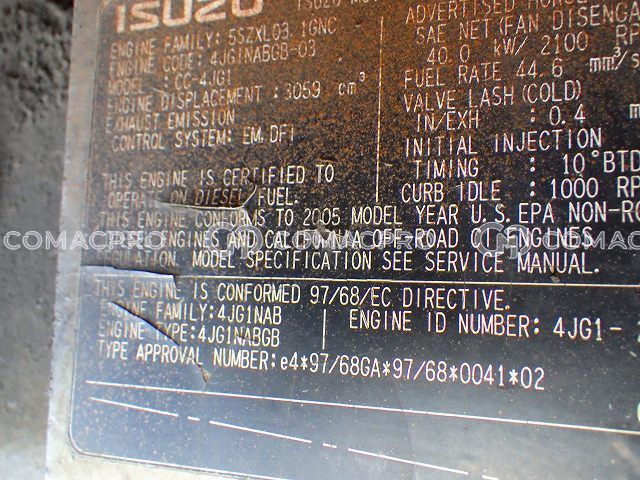 ISUZU
ENGINE FAMILY: 5SZXL03.1GNC
ENGINE CODE: 4JG1NABGB-03
MODEL: CC-4JG1
ENGINE DISPLACEMENT: 3059 cm³
EXHAUST EMISSION
CONTROL SYSTEM: EM, DFI
ADVERTISED
SAE NET (FAN DISENGA
40.0 kW/ 2100 RP
FUEL RATE 44.6 mm³/s
VALVE LASH (COLD)
IN/EXH : 0.4
INITIAL INJECTION
TIMING : 10°BTD
CURB IDLE : 1000 RP
THIS ENGINE IS CERTIFIED TO
OPERATE ON DIESEL FUEL.
THIS ENGINE CONFORMS TO 2005 MODEL YEAR U.S. EPA NON-RO
ENGINES AND CALIFORNIA OFF-ROAD CI ENGINES
REGULATION. MODEL SPECIFICATION SEE SERVICE MANUAL.
THIS ENGINE IS CONFORMED 97/68/EC DIRECTIVE.
ENGINE FAMILY: 4JG1NAB
ENGINE TYPE: 4JG1NABGB
ENGINE ID NUMBER: 4JG1-
TYPE APPROVAL NUMBER: e4*97/68GA*97/68*0041*02
COMACPRO
COMACPRO
COMAC